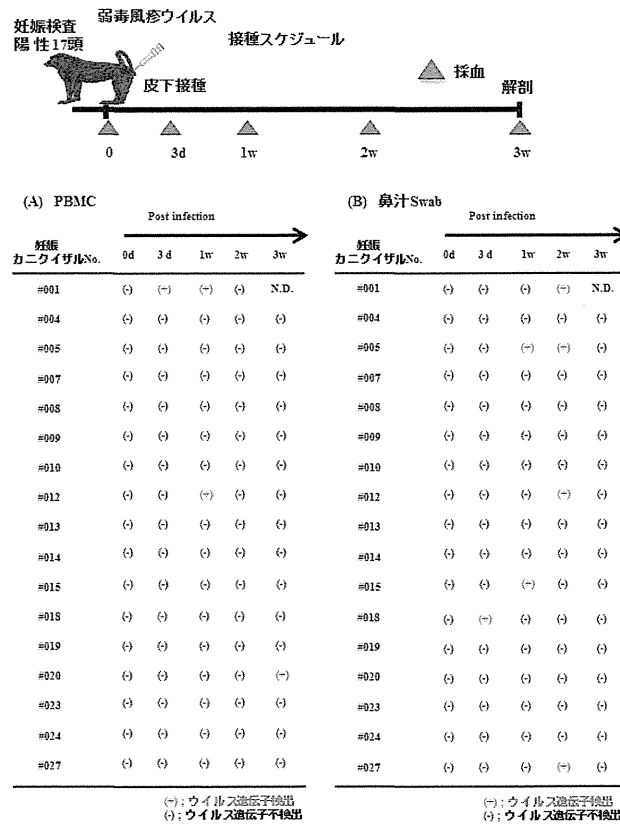 妊娠検査
陽性17頭
弱毒風疹ウイルス
接種スケジュール
皮下接種
採血
解剖
0 3d 1w 2w 3w
(A) PBMC
Post infection
妊娠
カニクイザルNo. 0d 3 d 1w 2w 3w
#001 (-) (+) (+) (-) N.D.
#004 (-) (-) (-) (-) (-)
#005 (-) (-) (-) (-) (-)
#007 (-) (-) (-) (-) (-)
#008 (-) (-) (-) (-) (-)
#009 (-) (-) (-) (-) (-)
#010 (-) (-) (-) (-) (-)
#012 (-) (-) (+) (-) (-)
#013 (-) (-) (-) (-) (-)
#014 (-) (-) (-) (-) (-)
#015 (-) (-) (-) (-) (-)
#018 (-) (-) (-) (-) (-)
#019 (-) (-) (-) (-) (-)
#020 (-) (-) (-) (-) (+)
#023 (-) (-) (-) (-) (-)
#024 (-) (-) (-) (-) (-)
#027 (-) (-) (-) (-) (-)
(+) ; ウイルス遺伝子検出
(-) ; ウイルス遺伝子不検出
(B) 鼻汁Swab
Post infection
妊娠
カニクイザルNo. 0d 3 d 1w 2w 3w
#001 (-) (-) (-) (+) N.D.
#004 (-) (-) (-) (-) (-)
#005 (-) (-) (+) (+) (-)
#007 (-) (-) (-) (-) (-)
#008 (-) (-) (-) (-) (-)
#009 (-) (-) (-) (-) (-)
#010 (-) (-) (-) (-) (-)
#012 (-) (-) (-) (+) (-)
#013 (-) (-) (-) (-) (-)
#014 (-) (-) (-) (-) (-)
#015 (-) (-) (+) (-) (-)
#018 (-) (+) (-) (-) (-)
#019 (-) (-) (-) (-) (-)
#020 (-) (-) (-) (-) (-)
#023 (-) (-) (-) (-) (-)
#024 (-) (-) (-) (-) (-)
#027 (-) (-) (-) (+) (-)
(+) ; ウイルス遺伝子検出
(-) ; ウイルス遺伝子不検出